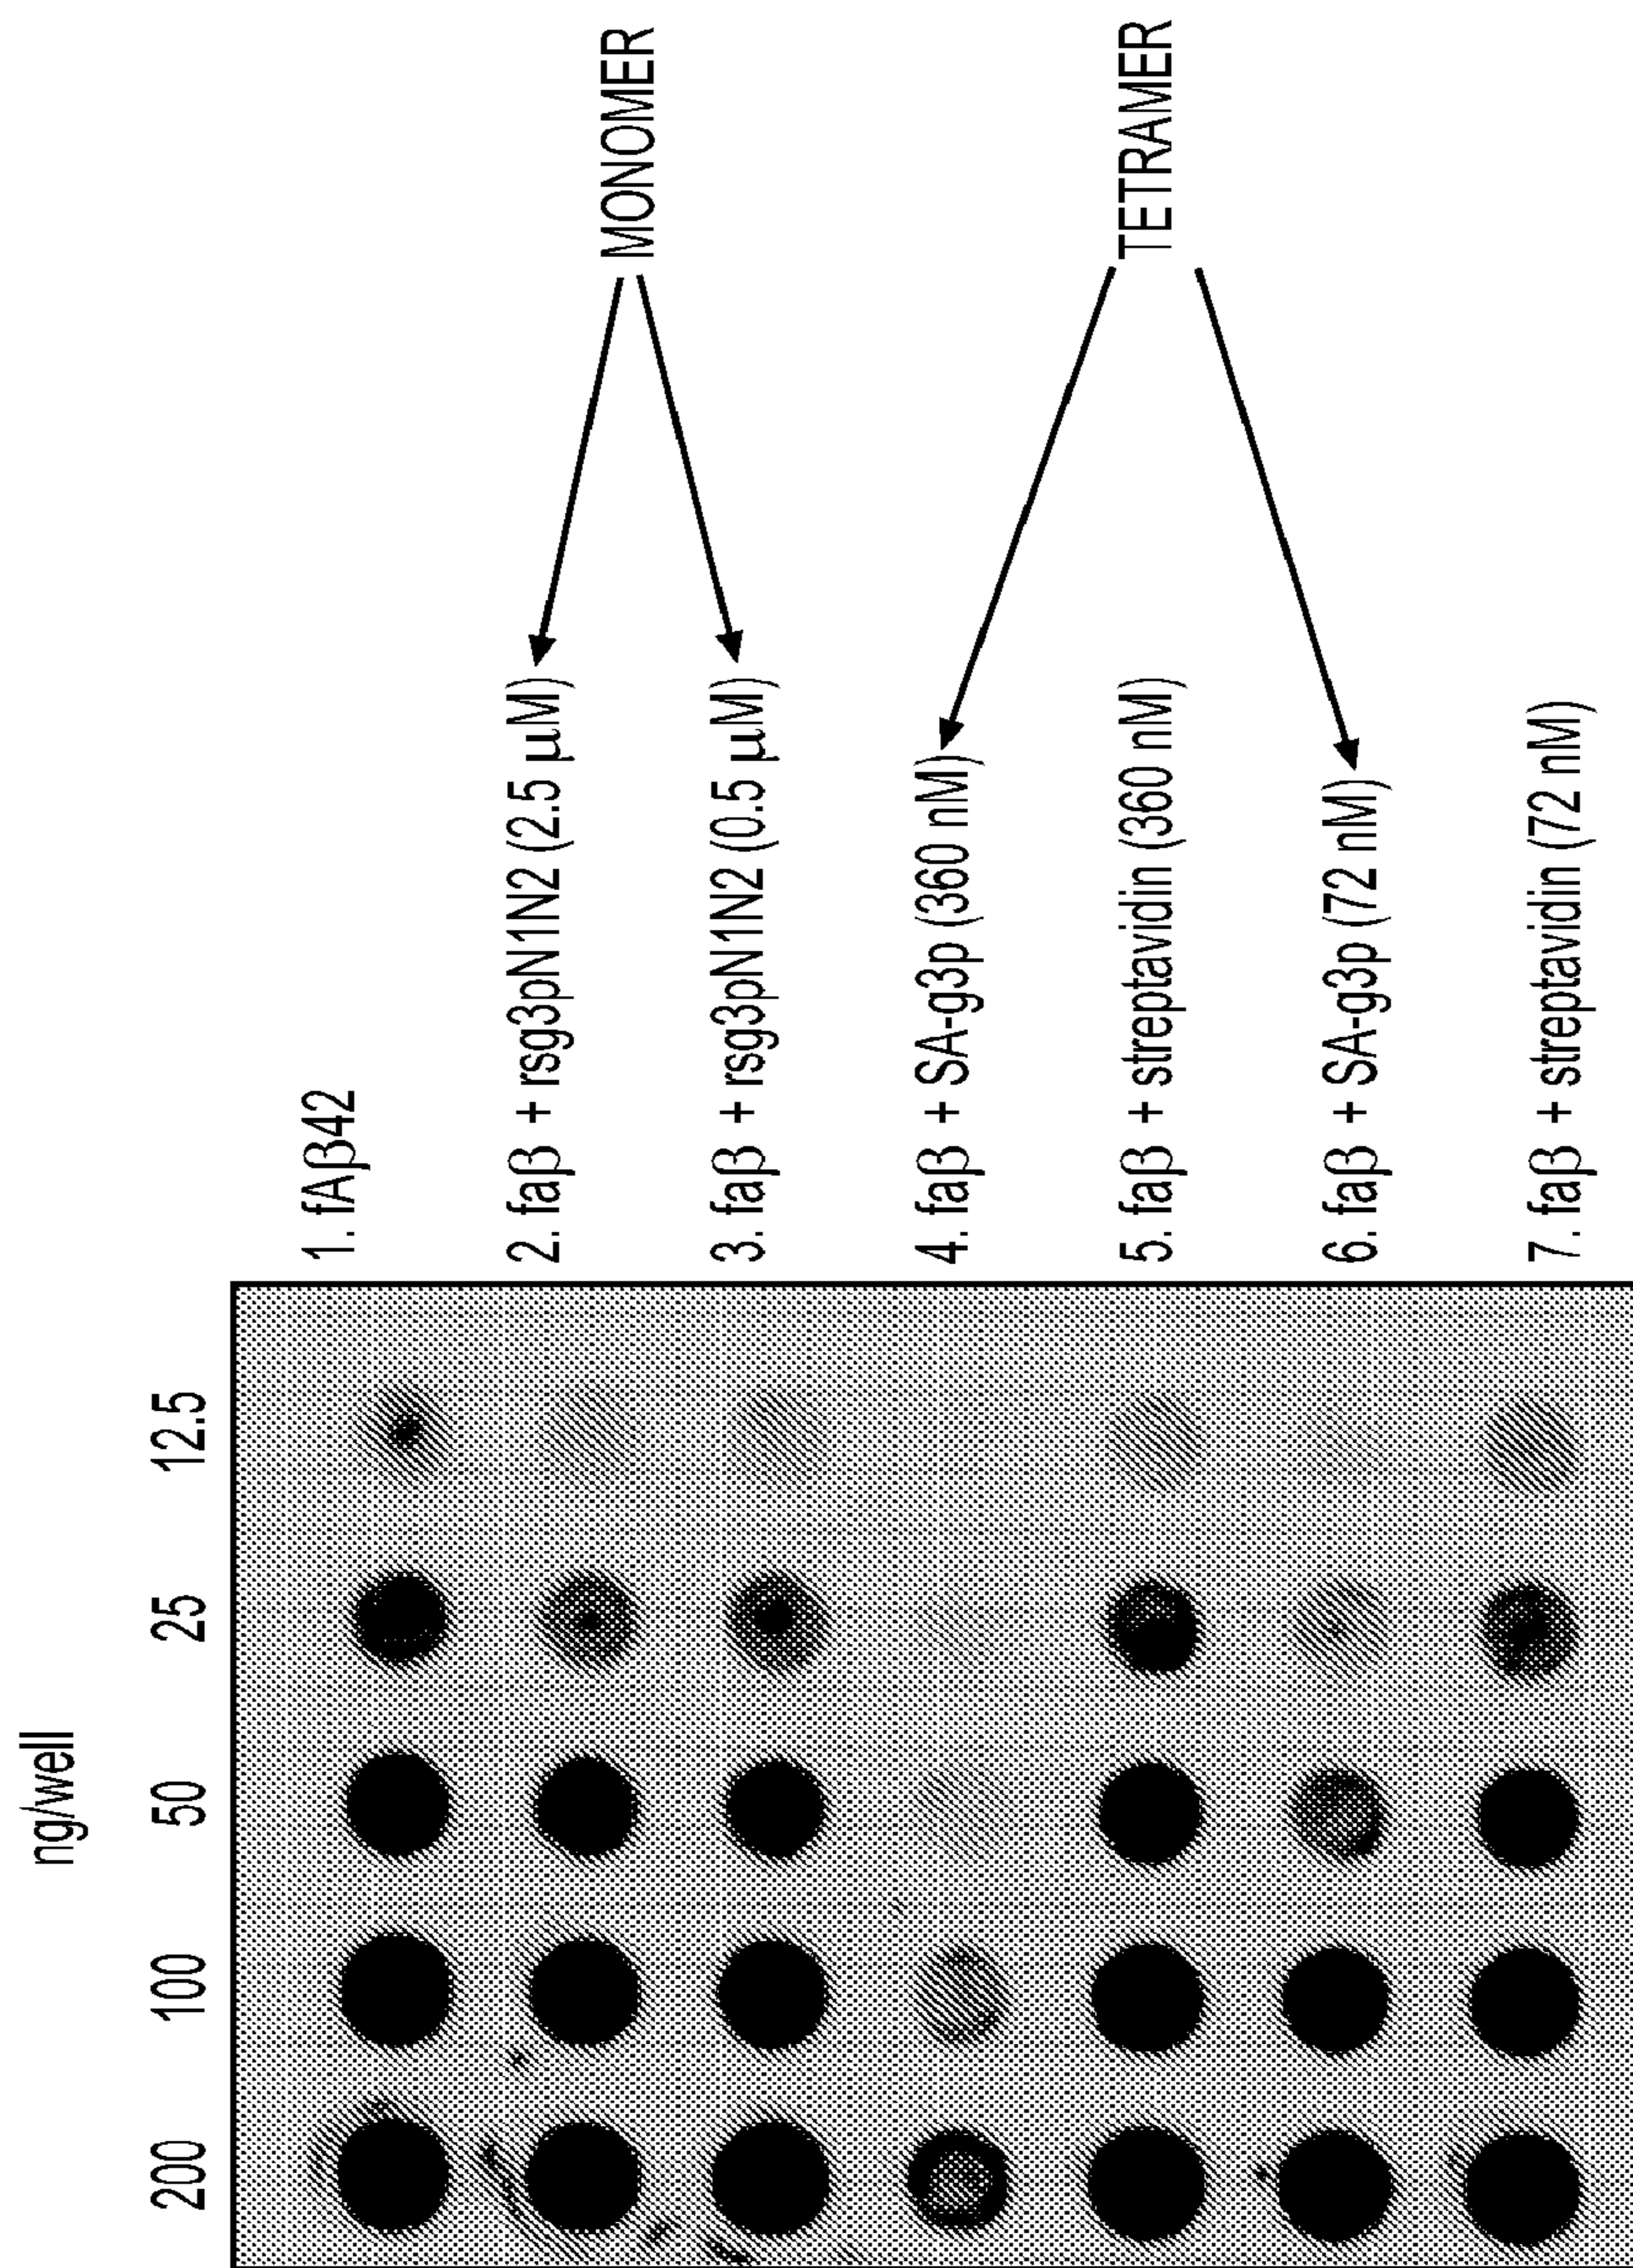 ng/well
200 100 50 25 12.5
1. fAβ42
2. faβ + rsg3pN1N2 (2.5 μM)
3. faβ + rsg3pN1N2 (0.5 μM)
MONOMER
4. faβ + SA-g3p (360 nM)
5. faβ + streptavidin (360 nM)
6. faβ + SA-g3p (72 nM)
TETRAMER
7. faβ + streptavidin (72 nM)